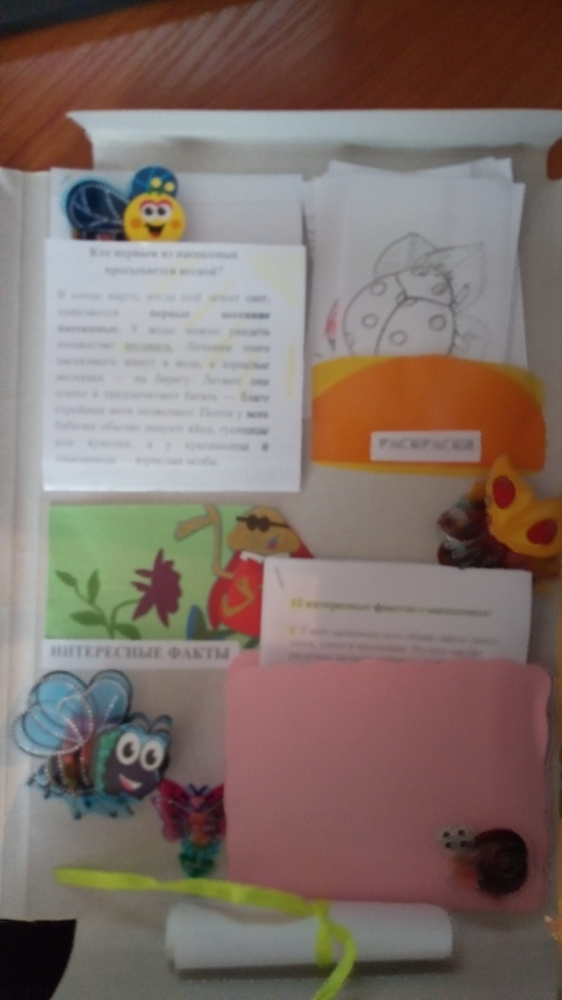 Кто первым из насекомых
просыпается весной?
В конце марта, когда ещё лежит снег,
появляются первые весенние
насекомые. У воды можно увидеть
множество веснянок. Личинки этого
насекомого живут в воде, а взрослые
веснянки — на берегу. Летают они
плохо и предпочитают бегать — благо
стройные ноги позволяют. Почти у всех
бабочек обычно зимуют яйца, гусеницы
или куколки, а у крапивницы и
лимонницы — взрослые особи.
РАСКРАСКИ
12 интересных фактов о насекомых
ИНТЕРЕСНЫЕ ФАКТЫ